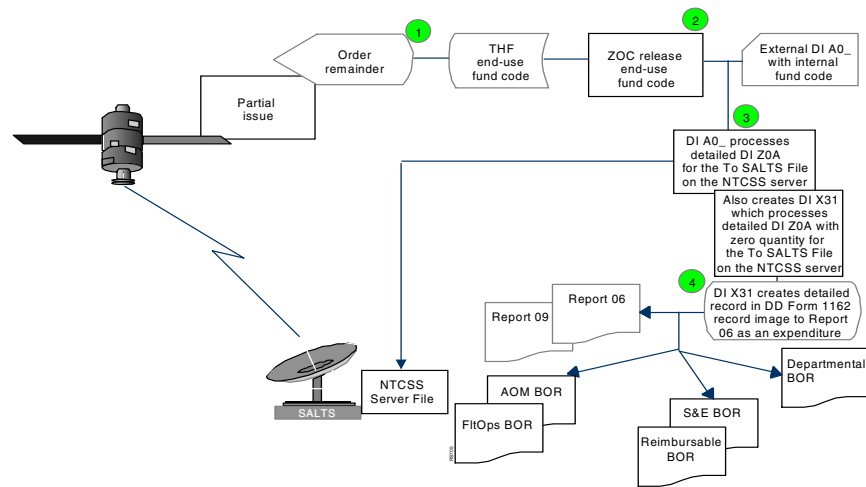 1
2
Order
remainder
THF
end-use
fund code
ZOC release
end-use
fund code
External DI A0_
with internal
fund code
Partial
issue
3
DI A0_ processes
detailed DI Z0A
for the To SALTS File
on the NTCSS server
Also creates DI X31
which processes
detailed DI Z0A with
zero quantity for
the To SALTS File
on the NTCSS server
4
DI X31 creates detailed
record in DD Form 1162
record image to Report
06 as an expenditure
Report 06
Report 09
Departmental
BOR
NTCSS
Server File
SALTS
AOM BOR
FltOps BOR
S&E BOR
Reimbursable
BOR